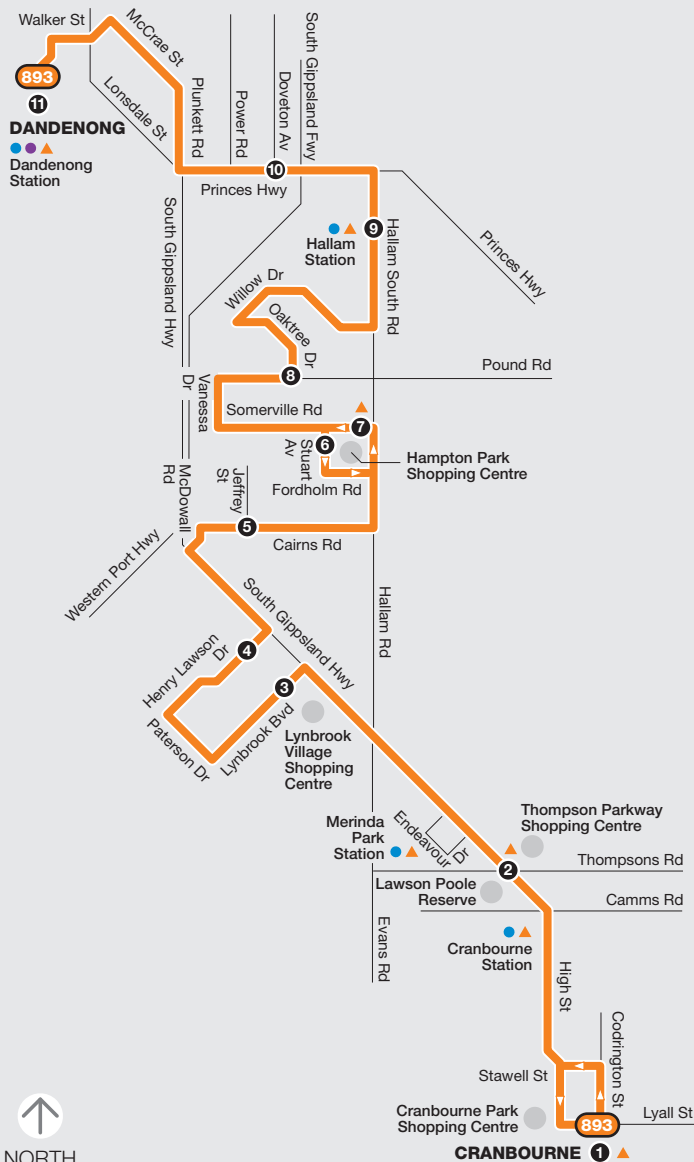 Walker St
McCrae St
893
11
DANDENONG
Dandenong
Station
Lonsdale St
Plunkett Rd
Power Rd
Doveton Av
South Gippsland Fwy
10
Princes Hwy
South Gippsland Hwy
9
Hallam
Station
Hallam South Rd
Princes Hwy
Willow Dr
Oaktree Dr
8
Pound Rd
Vanessa Dr
Somerville Rd
7
6
Stuart
Av
Hampton Park
Shopping Centre
Fordholm Rd
McDowall
Rd
Jeffrey
St
5
Cairns Rd
Western Port Hwy
South Gippsland Hwy
Hallam Rd
4
Henry Lawson
Dr
3
Paterson Dr
Lynbrook Bvd
Lynbrook
Village
Shopping
Centre
Thompson Parkway
Shopping Centre
Merinda
Park
Station
Endeavour
Dr
2
Thompsons Rd
Lawson Poole
Reserve
Camms Rd
Evans Rd
Cranbourne
Station
High St
Codrington St
Stawell St
Cranbourne Park
Shopping Centre
893
Lyall St
CRANBOURNE 1
NORTH